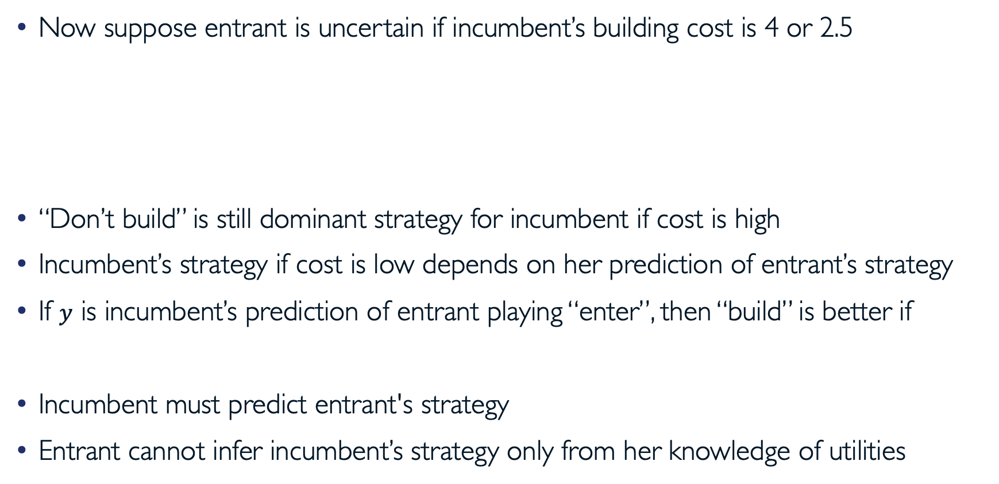 • Now suppose entrant is uncertain if incumbent’s building cost is 4 or 2.5
• “Don’t build” is still dominant strategy for incumbent if cost is high
• Incumbent’s strategy if cost is low depends on her prediction of entrant’s strategy
• If y is incumbent’s prediction of entrant playing “enter”, then “build” is better if
• Incumbent must predict entrant's strategy
• Entrant cannot infer incumbent’s strategy only from her knowledge of utilities